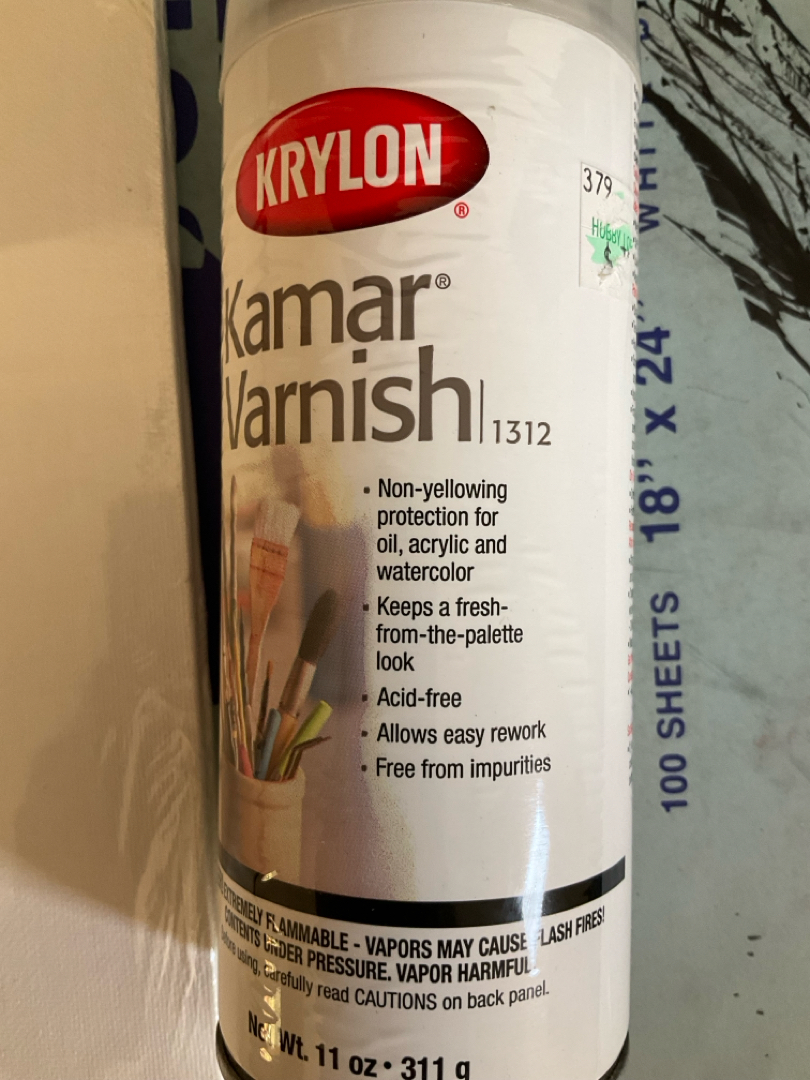 KRYLON
®
379
Kamar®
Varnish 1312
• Non-yellowing
protection for
oil, acrylic and
watercolor
• Keeps a fresh-
from-the-palette
look
• Acid-free
• Allows easy rework
• Free from impurities
EXTREMELY FLAMMABLE - VAPORS MAY CAUSE FLASH FIRES!
CONTENTS UNDER PRESSURE. VAPOR HARMFUL.
before using, carefully read CAUTIONS on back panel.
Net Wt. 11 oz • 311 g
100 SHEETS 18" x 24"